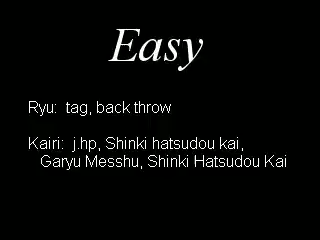 Easy
Ryu: tag, back throw
Kairi: j.hp, Shinki hatsudou kai,
Garyu Messhu, Shinki Hatsudou Kai